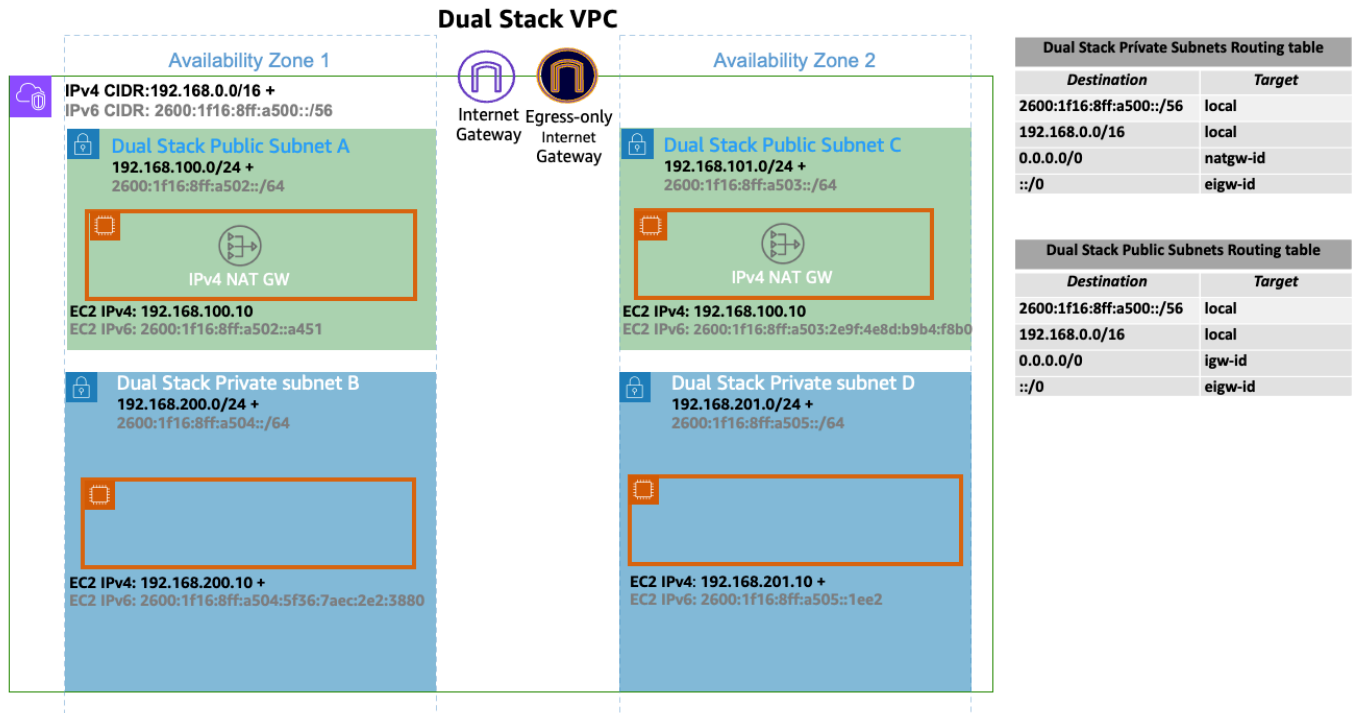 Dual Stack VPC
Availability Zone 1
Availability Zone 2
IPv4 CIDR:192.168.0.0/16 +
IPv6 CIDR: 2600:1f16:8ff:a500::/56
Internet
Gateway
Egress-only
Internet
Gateway
Dual Stack Public Subnet A
192.168.100.0/24 +
2600:1f16:8ff:a502::/64
IPv4 NAT GW
EC2 IPv4: 192.168.100.10
EC2 IPv6: 2600:1f16:8ff:a502::a451
Dual Stack Public Subnet C
192.168.101.0/24 +
2600:1f16:8ff:a503::/64
IPv4 NAT GW
EC2 IPv4: 192.168.100.10
EC2 IPv6: 2600:1f16:8ff:a503:2e9f:4e8d:b9b4:f8b0
Dual Stack Private subnet B
192.168.200.0/24 +
2600:1f16:8ff:a504::/64
EC2 IPv4: 192.168.200.10 +
EC2 IPv6: 2600:1f16:8ff:a504:5f36:7aec:2e2:3880
Dual Stack Private subnet D
192.168.201.0/24 +
2600:1f16:8ff:a505::/64
EC2 IPv4: 192.168.201.10 +
EC2 IPv6: 2600:1f16:8ff:a505::1ee2
Dual Stack Prívate Subnets Routing table
Destination Target
2600:1f16:8ff:a500::/56 local
192.168.0.0/16 local
0.0.0.0/0 natgw-id
::/0 eigw-id
Dual Stack Public Subnets Routing table
Destination Target
2600:1f16:8ff:a500::/56 local
192.168.0.0/16 local
0.0.0.0/0 igw-id
::/0 eigw-id